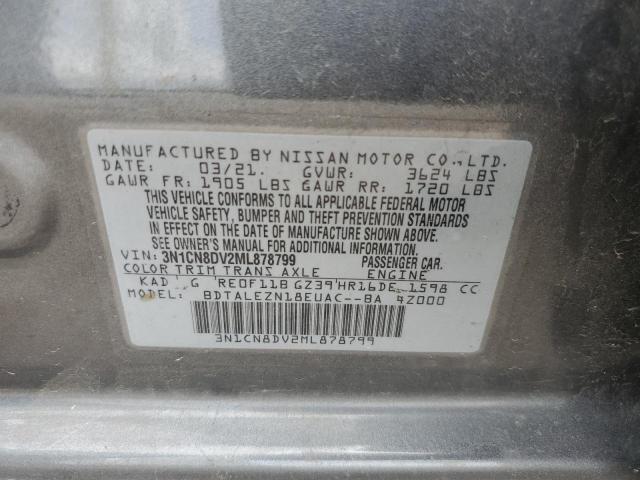 MANUFACTURED BY NISSAN MOTOR CO.,LTD.
DATE: 03/21. GVWR: 3624 LBS
GAWR FR: 1905 LBS GAWR RR: 1720 LBS
THIS VEHICLE CONFORMS TO ALL APPLICABLE FEDERAL MOTOR
VEHICLE SAFETY, BUMPER AND THEFT PREVENTION STANDARDS
IN EFFECT ON THE DATE OF MANUFACTURE SHOWN ABOVE.
SEE OWNER'S MANUAL FOR ADDITIONAL INFORMATION.
VIN: 3N1CN8DV2ML878799 PASSENGER CAR.
COLOR TRIM TRANS AXLE ENGINE
KAD G RE0F11B GZ39 HR16DE 1598 CC
MODEL: BDTALEZN18EUAC--BA 4Z000
3N1CN8DV2ML878799